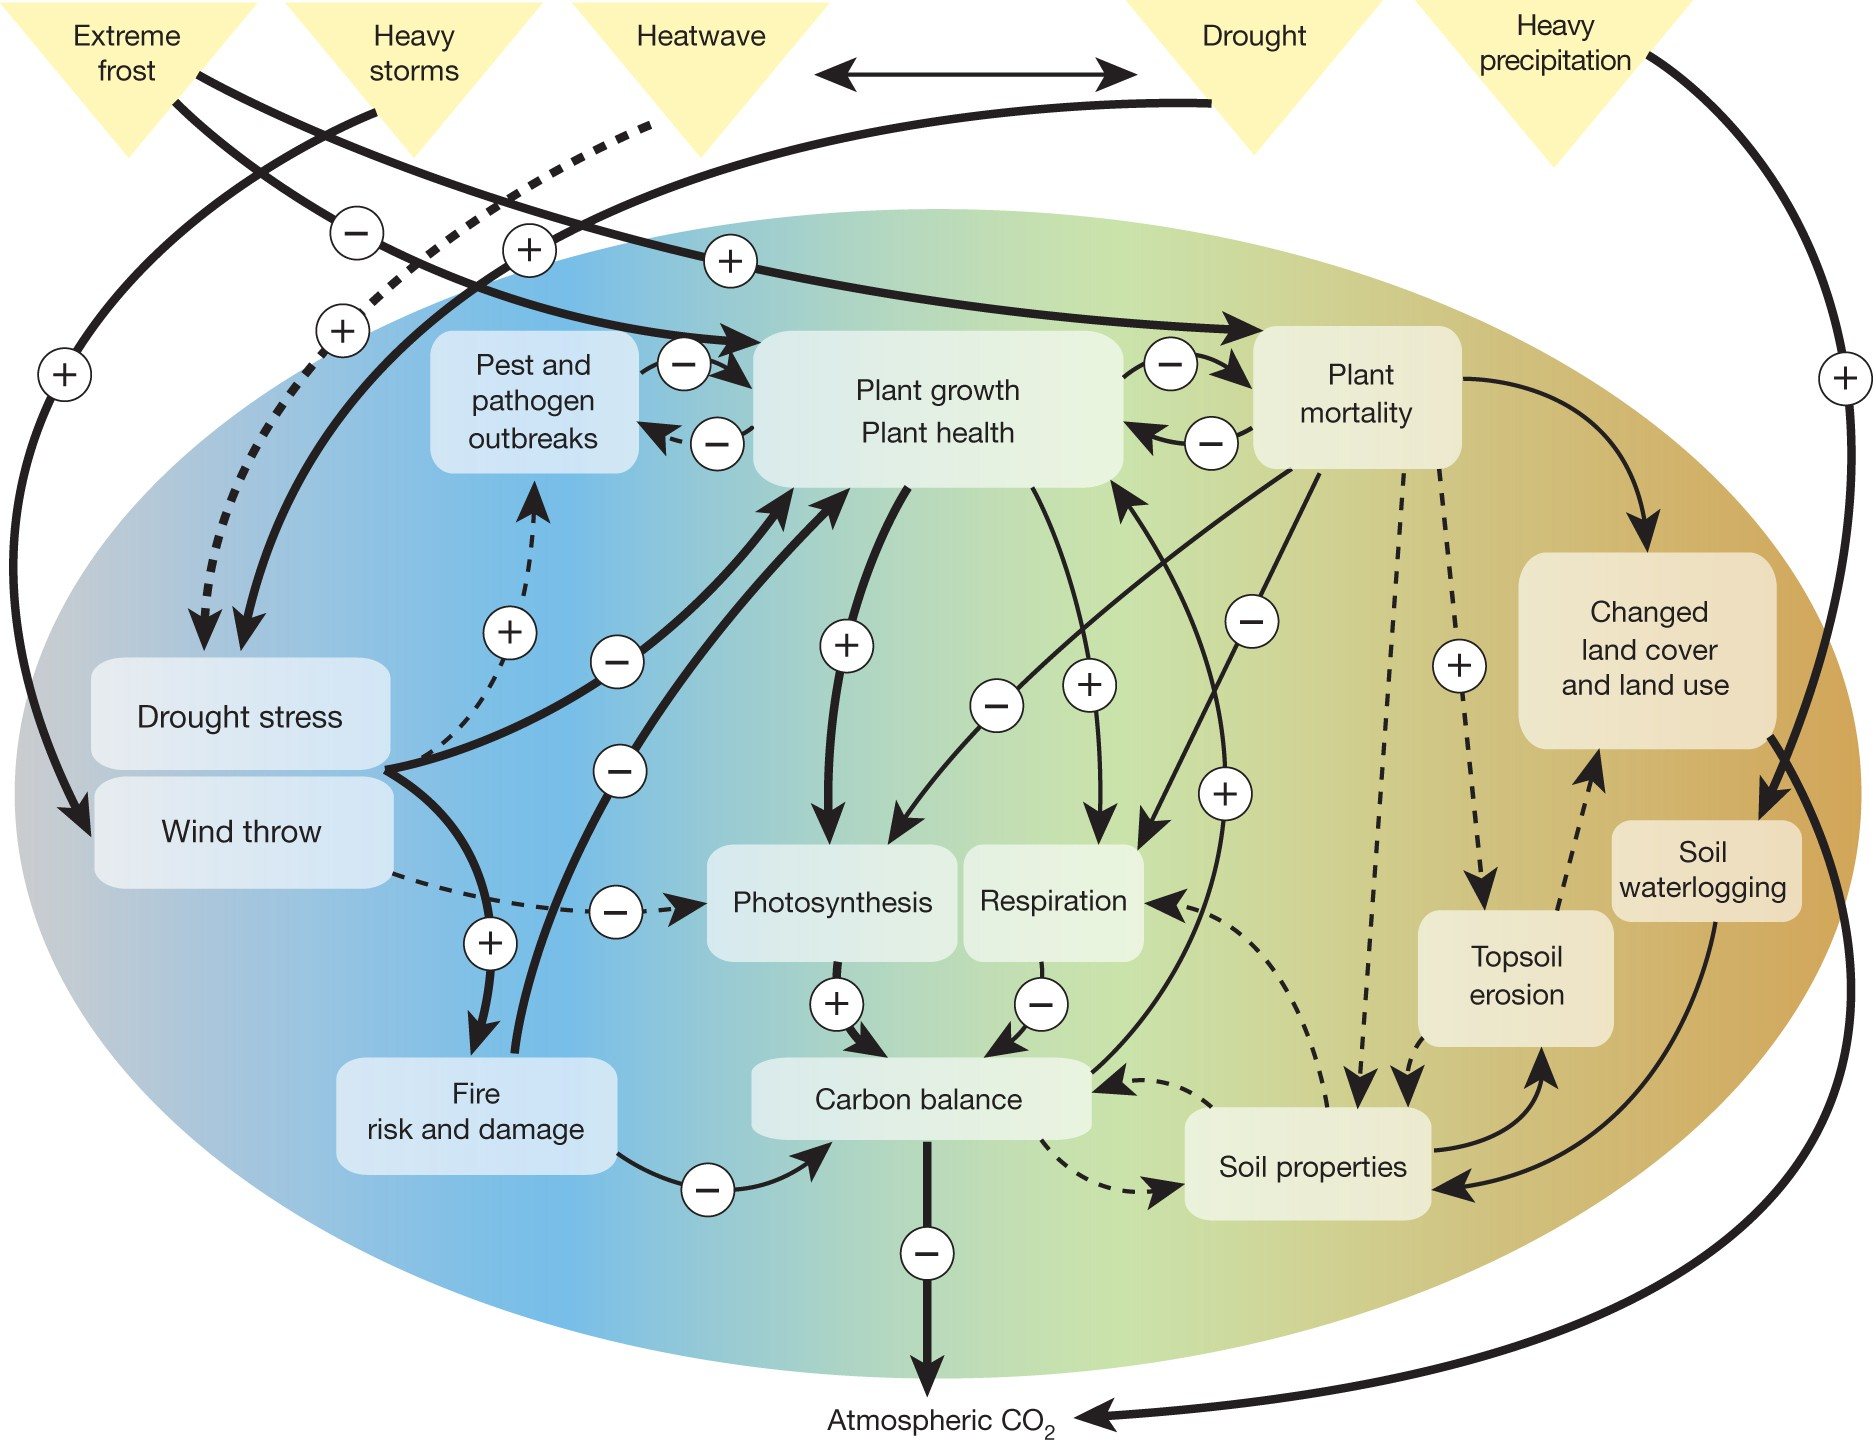 Extreme
frost
Heavy
storms
Heatwave
Drought
Heavy
precipitation
−
+
+
+
+
+
Pest and
pathogen
outbreaks
−
−
Plant growth
Plant health
−
−
Plant
mortality
Changed
land cover
and land use
Drought stress
Wind throw
+
−
−
+
−
+
−
+
+
−
+
Photosynthesis
Respiration
Soil
waterlogging
Topsoil
erosion
+
−
Fire
risk and damage
Carbon balance
Soil properties
−
−
Atmospheric CO₂